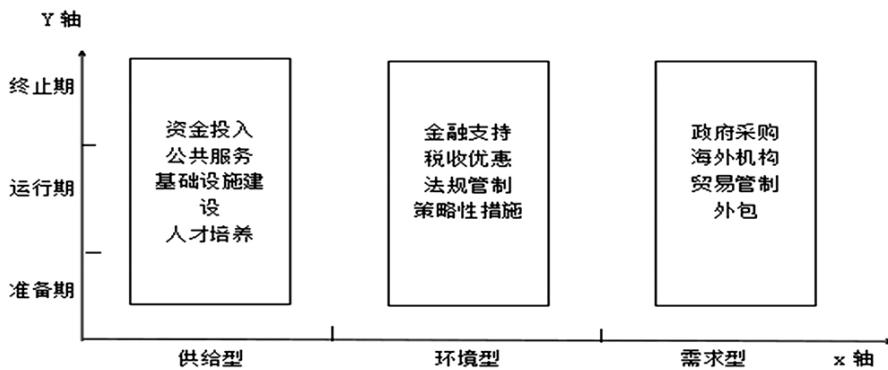 Y 轴
终止期
运行期
准备期
资金投入
公共服务
基础设施建
设
人才培养
金融支持
税收优惠
法规管制
策略性措施
政府采购
海外机构
贸易管制
外包
供给型
环境型
需求型
x 轴